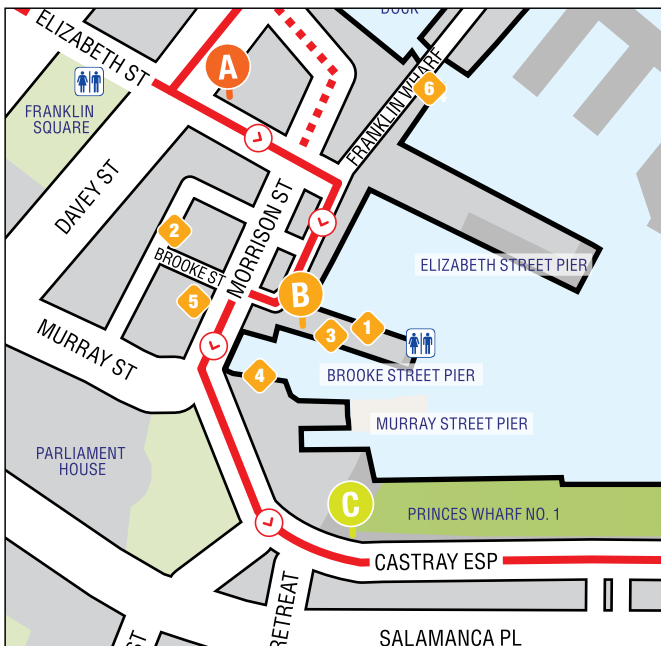 DOCK
ELIZABETH ST
A
FRANKLIN
SQUARE
FRANKLIN WHARF
6
DAVEY ST
MORRISON ST
2
BROOKE ST
ELIZABETH STREET PIER
B
5
1
3
MURRAY ST
4
BROOKE STREET PIER
MURRAY STREET PIER
PARLIAMENT
HOUSE
C
PRINCES WHARF NO. 1
CASTRAY ESP
RETREAT
ST
SALAMANCA PL